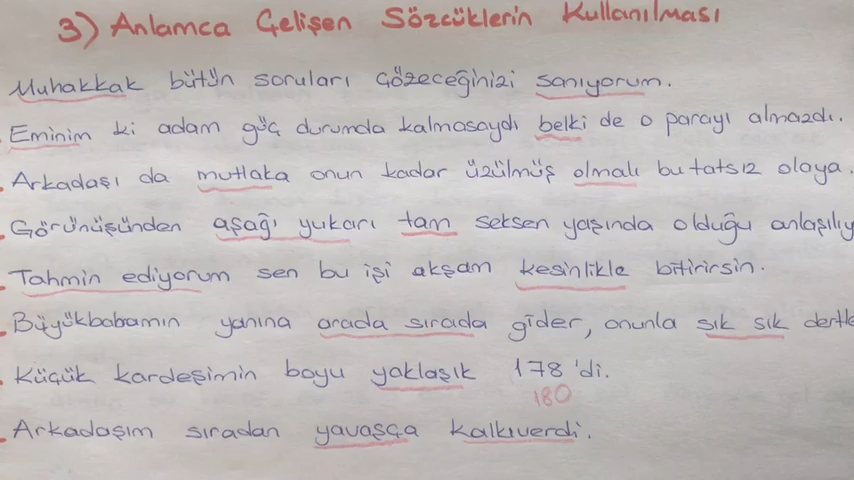 3) Anlamca Gelişen Sözcüklerin Kullanılması
Muhakkak bütün soruları çözeceğinizi sanıyorum.
Eminim ki adam güç durumda kalmasaydı belki de o parayı almazdı.
Arkadaşı da mutlaka onun kadar üzülmüş olmalı bu tatsız olaya.
Görünüşünden aşağı yukarı tam seksen yaşında olduğu anlaşılıy
Tahmin ediyorum sen bu işi akşam kesinlikle bitirirsin.
Büyükbabamın yanına arada sırada gider, onunla sık sık dertle
Küçük kardeşimin boyu yaklaşık 178'di.
180
Arkadaşım sıradan yavaşça kalkıverdi.